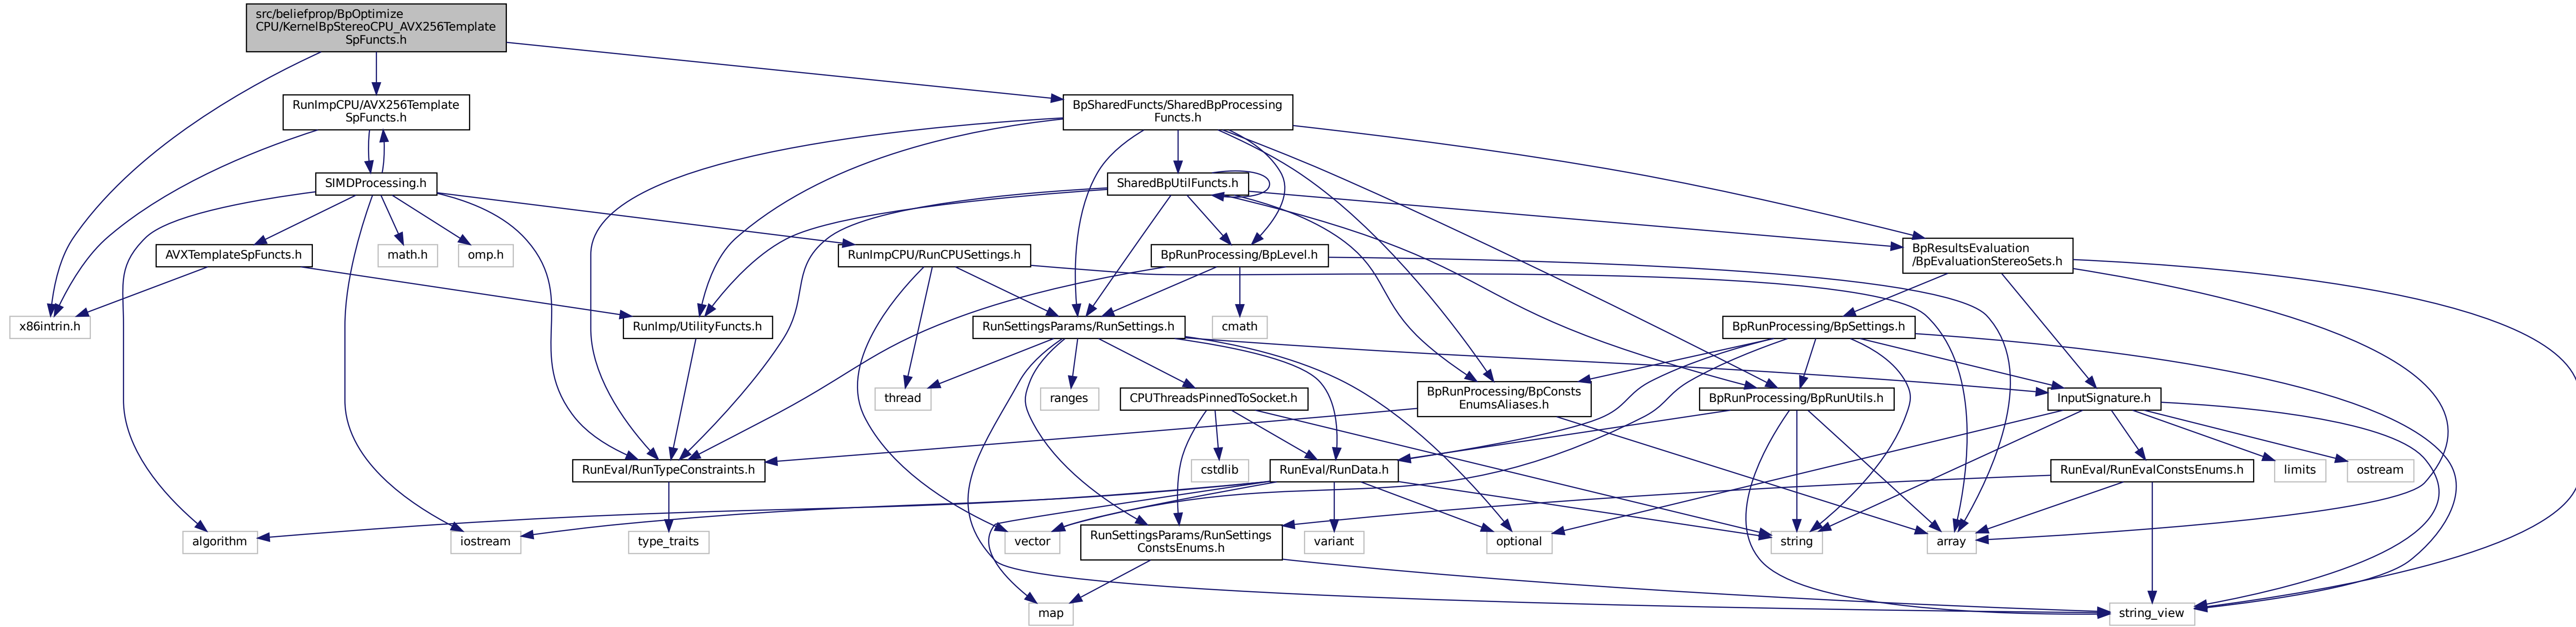 src/beliefprop/BpOptimize
CPU/KernelBpStereoCPU_AVX256Template
SpFuncts.h
RunImpCPU/AVX256Template
SpFuncts.h
BpSharedFuncts/SharedBpProcessing
Functs.h
SIMDProcessing.h
SharedBpUtilFuncts.h
AVXTemplateSpFuncts.h
math.h
omp.h
RunImpCPU/RunCPUSettings.h
BpRunProcessing/BpLevel.h
BpResultsEvaluation
/BpEvaluationStereoSets.h
x86intrin.h
RunImp/UtilityFuncts.h
RunSettingsParams/RunSettings.h
cmath
BpRunProcessing/BpSettings.h
thread
ranges
CPUThreadsPinnedToSocket.h
BpRunProcessing/BpConsts
EnumsAliases.h
BpRunProcessing/BpRunUtils.h
InputSignature.h
RunEval/RunTypeConstraints.h
cstdlib
RunEval/RunData.h
RunEval/RunEvalConstsEnums.h
limits
ostream
algorithm
iostream
type_traits
vector
RunSettingsParams/RunSettings
ConstsEnums.h
variant
optional
string
array
map
string_view